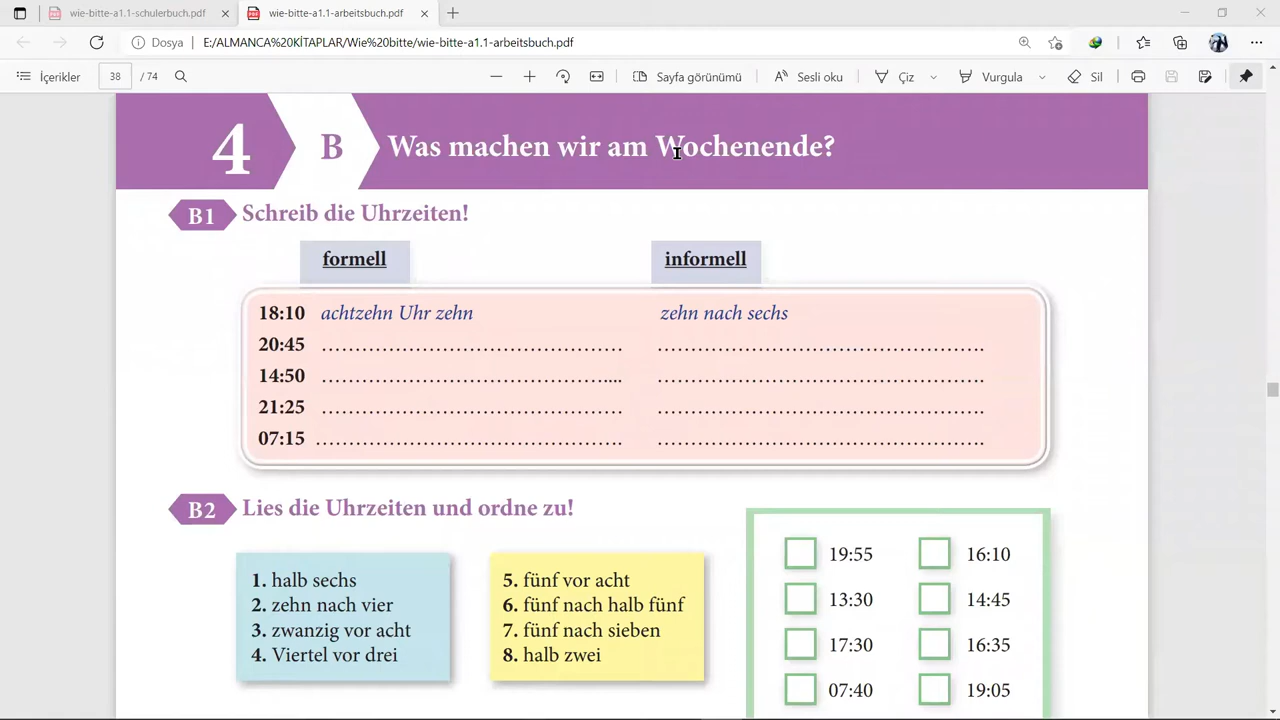 wie-bitte-a1.1-schulerbuch.pdf
wie-bitte-a1.1-arbeitsbuch.pdf
Dosya
E:/ALMANCA%20KİTAPLAR/Wie%20bitte/wie-bitte-a1.1-arbeitsbuch.pdf
İçerikler
38
/ 74
Sayfa görünümü
Sesli oku
Çiz
Vurgula
Sil
4 B Was machen wir am Wochenende?
B1 Schreib die Uhrzeiten!
formell informell
18:10 achtzehn Uhr zehn zehn nach sechs
20:45 ………………………………………… …………………………………………….
14:50 ………………………………………….... …………………………………………….
21:25 ………………………………………… …………………………………………….
07:15 …………………………………………. …………………………………………….
B2 Lies die Uhrzeiten und ordne zu!
1. halb sechs
2. zehn nach vier
3. zwanzig vor acht
4. Viertel vor drei
5. fünf vor acht
6. fünf nach halb fünf
7. fünf nach sieben
8. halb zwei
19:55 16:10
13:30 14:45
17:30 16:35
07:40 19:05